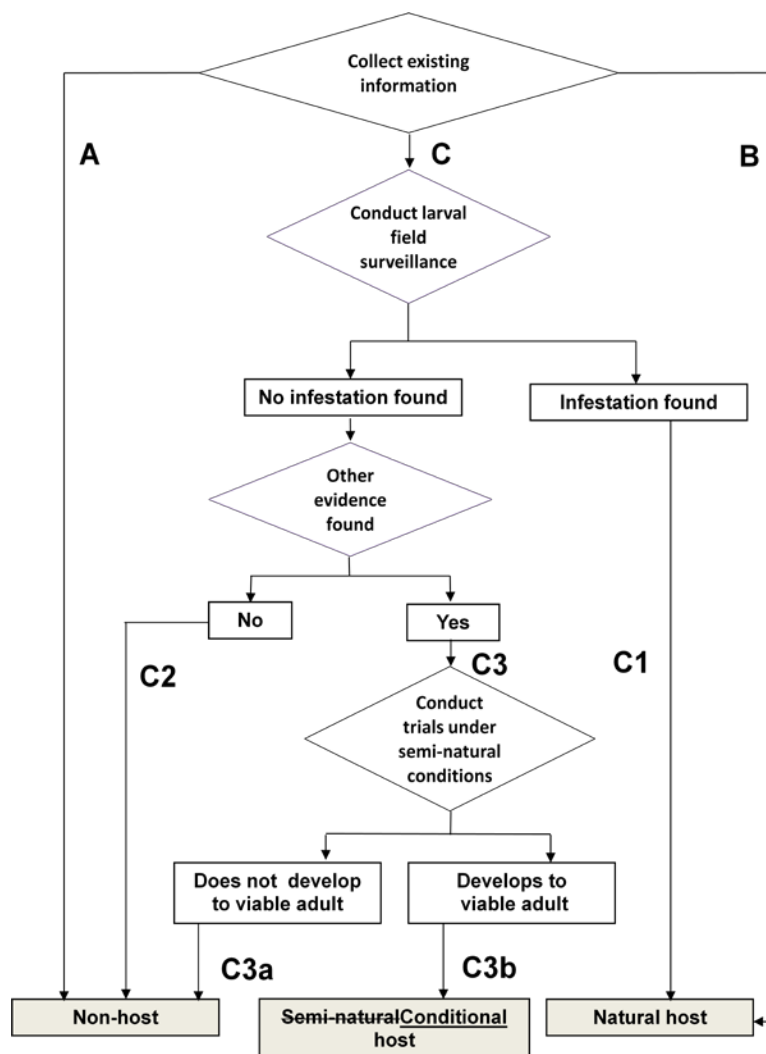 Collect existing
information
A
C
B
Conduct larval
field
surveillance
No infestation found
Infestation found
Other
evidence
found
No
Yes
C2
C3
C1
Conduct
trials under
semi-natural
conditions
Does not develop
to viable adult
Develops to
viable adult
C3a
C3b
Non-host
Semi-naturalConditional
host
Natural host